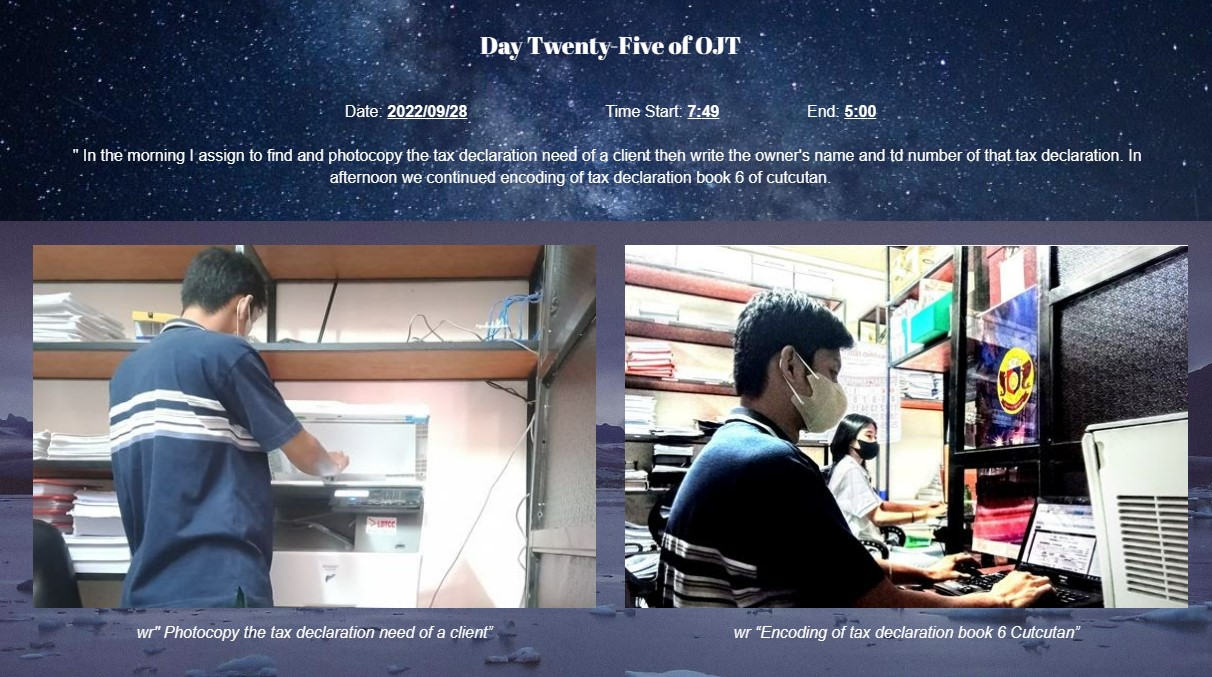 Day Twenty-Five of OJT
Date: 2022/09/28 Time Start: 7:49 End: 5:00
" In the morning I assign to find and photocopy the tax declaration need of a client then write the owner's name and td number of that tax declaration. In
afternoon we continued encoding of tax declaration book 6 of cutcutan.
LDTCC
wr" Photocopy the tax declaration need of a client”
wr “Encoding of tax declaration book 6 Cutcutan”